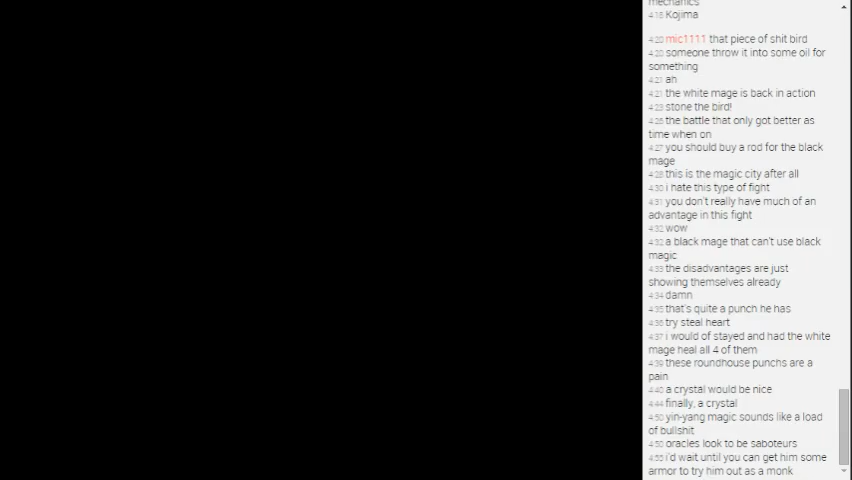 mechanics
4:18 Kojima
4:20 mic1111 that piece of shit bird
4:20 someone throw it into some oil for
something
4:21 ah
4:21 the white mage is back in action
4:23 stone the bird!
4:26 the battle that only got better as
time when on
4:27 you should buy a rod for the black
mage
4:28 this is the magic city after all
4:30 i hate this type of fight
4:31 you don't really have much of an
advantage in this fight
4:32 wow
4:32 a black mage that can't use black
magic
4:33 the disadvantages are just
showing themselves already
4:34 damn
4:35 that's quite a punch he has
4:36 try steal heart
4:37 i would of stayed and had the white
mage heal all 4 of them
4:39 these roundhouse punchs are a
pain
4:40 a crystal would be nice
4:44 finally, a crystal
4:50 yin-yang magic sounds like a load
of bullshit
4:50 oracles look to be saboteurs
4:55 i'd wait until you can get him some
armor to try him out as a monk